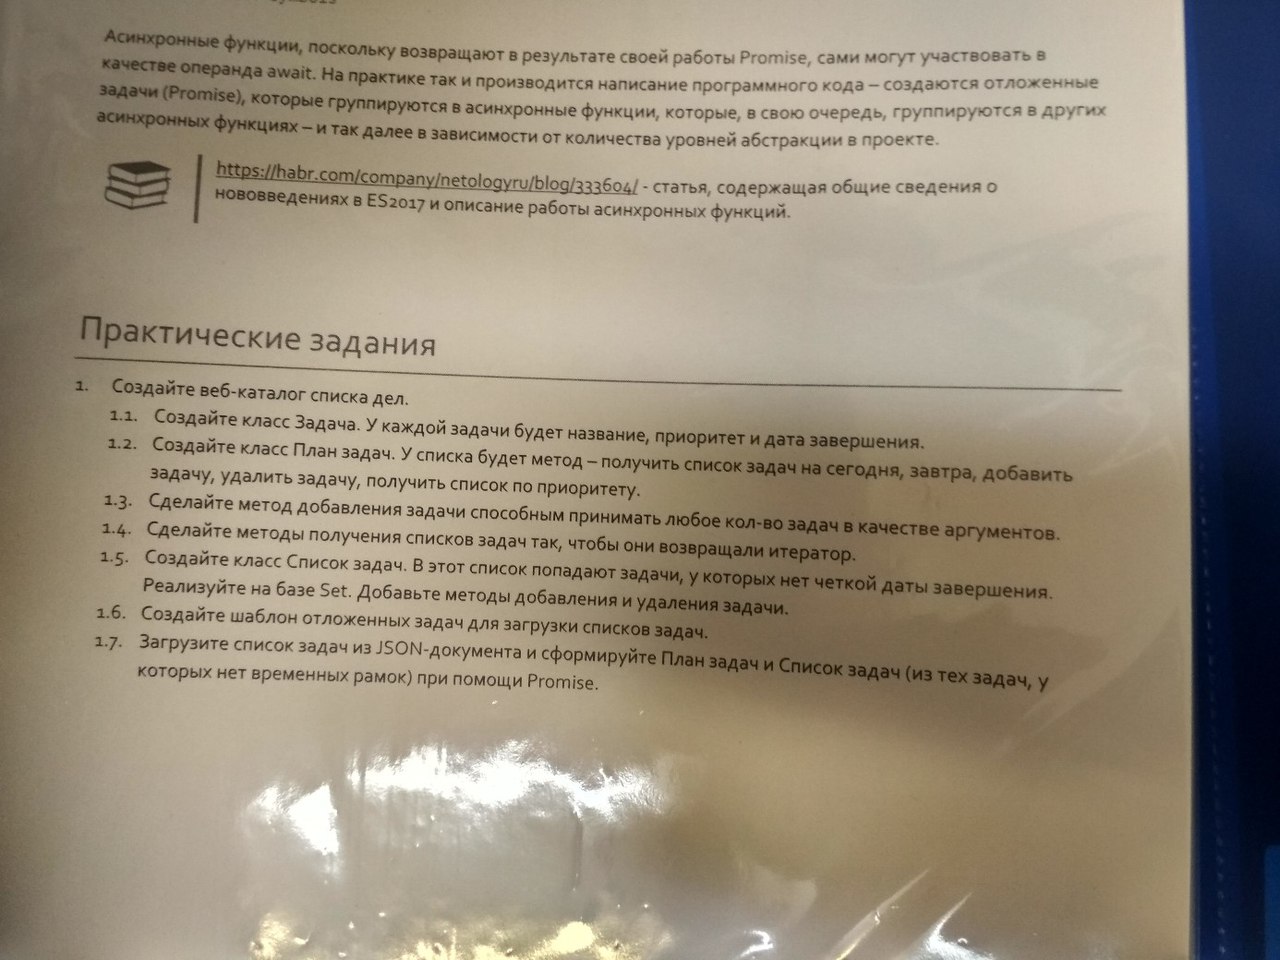 Асинхронные функции, поскольку возвращают в результате своей работы Promise, сами могут участвовать в
качестве операнда await. На практике так и производится написание программного кода – создаются отложенные
задачи (Promise), которые группируются в асинхронные функции, которые, в свою очередь, группируются в других
асинхронных функциях – и так далее в зависимости от количества уровней абстракции в проекте.
https://habr.com/company/netologyru/blog/333604/ - статья, содержащая общие сведения о
нововведениях в ES2017 и описание работы асинхронных функций.
Практические задания
1. Создайте веб-каталог списка дел.
1.1. Создайте класс Задача. У каждой задачи будет название, приоритет и дата завершения.
1.2. Создайте класс План задач. У списка будет метод – получить список задач на сегодня, завтра, добавить
задачу, удалить задачу, получить список по приоритету.
1.3. Сделайте метод добавления задачи способным принимать любое кол-во задач в качестве аргументов.
1.4. Сделайте методы получения списков задач так, чтобы они возвращали итератор.
1.5. Создайте класс Список задач. В этот список попадают задачи, у которых нет четкой даты завершения.
Реализуйте на базе Set. Добавьте методы добавления и удаления задачи.
1.6. Создайте шаблон отложенных задач для загрузки списков задач.
1.7. Загрузите список задач из JSON-документа и сформируйте План задач и Список задач (из тех задач, у
которых нет временных рамок) при помощи Promise.